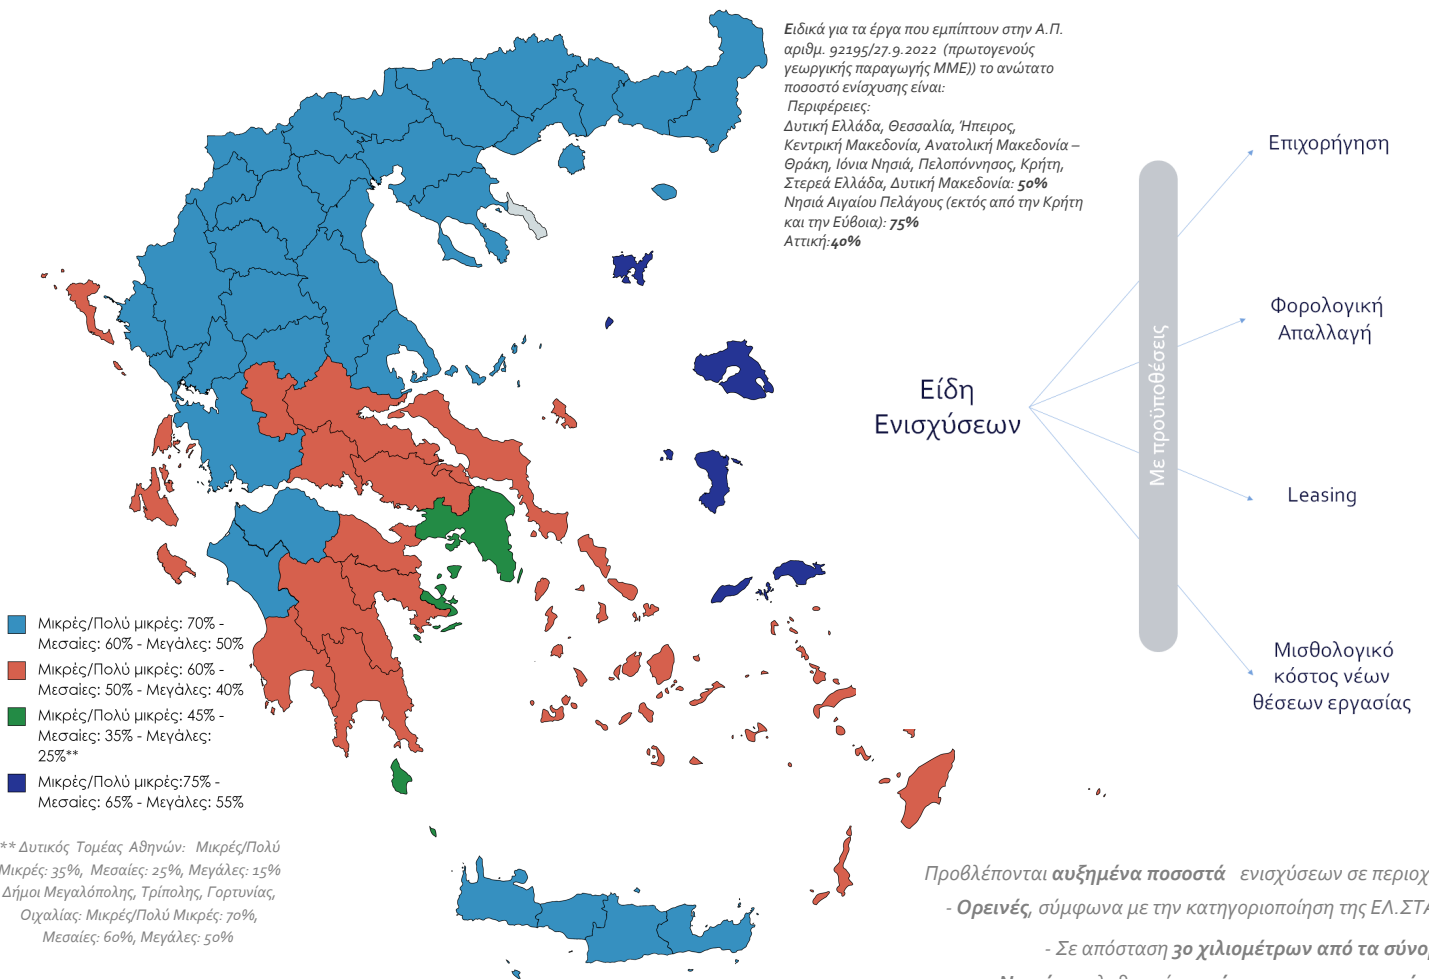 Ειδικά για τα έργα που εμπίπτουν στην Α.Π.
αριθμ. 92195/27.9.2022 (πρωτογενούς
γεωργικής παραγωγής ΜΜΕ)) το ανώτατο
ποσοστό ενίσχυσης είναι:
Περιφέρειες:
Δυτική Ελλάδα, Θεσσαλία, Ήπειρος,
Κεντρική Μακεδονία, Ανατολική Μακεδονία –
Θράκη, Ιόνια Νησιά, Πελοπόννησος, Κρήτη,
Στερεά Ελλάδα, Δυτική Μακεδονία: 50%
Νησιά Αιγαίου Πελάγους (εκτός από την Κρήτη
και την Εύβοια): 75%
Αττική:40%
Είδη
Ενισχύσεων
Με προϋποθέσεις
Επιχορήγηση
Φορολογική
Απαλλαγή
Leasing
Μισθολογικό
κόστος νέων
θέσεων εργασίας
Μικρές/Πολύ μικρές: 70% -
Μεσαίες: 60% - Μεγάλες: 50%
Μικρές/Πολύ μικρές: 60% -
Μεσαίες: 50% - Μεγάλες: 40%
Μικρές/Πολύ μικρές: 45% -
Μεσαίες: 35% - Μεγάλες:
25%**
Μικρές/Πολύ μικρές:75% -
Μεσαίες: 65% - Μεγάλες: 55%
** Δυτικός Τομέας Αθηνών: Μικρές/Πολύ
Μικρές: 35%, Μεσαίες: 25%, Μεγάλες: 15%
Δήμοι Μεγαλόπολης, Τρίπολης, Γορτυνίας,
Οιχαλίας: Μικρές/Πολύ Μικρές: 70%,
Μεσαίες: 60%, Μεγάλες: 50%
Προβλέπονται αυξημένα ποσοστά ενισχύσεων σε περιοχ
- Ορεινές, σύμφωνα με την κατηγοριοποίηση της ΕΛ.ΣΤΑ
- Σε απόσταση 30 χιλιομέτρων από τα σύνο